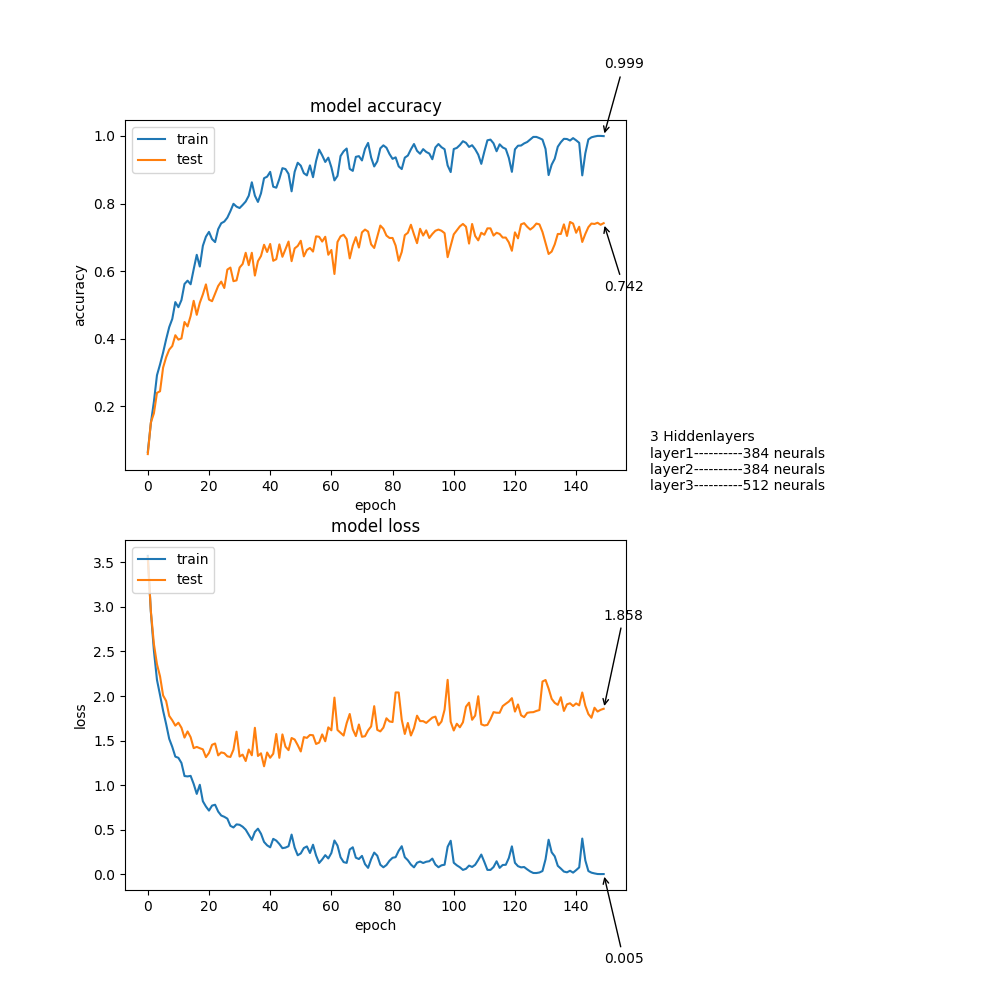 0.999
model accuracy
train
test
1.0
0.8
0.6
0.4
0.2
accuracy
0.742
0 20 40 60 80 100 120 140
epoch
3 Hiddenlayers
layer1----------384 neurals
layer2----------384 neurals
layer3----------512 neurals
model loss
train
test
3.5
3.0
2.5
2.0
1.5
1.0
0.5
0.0
loss
1.858
0 20 40 60 80 100 120 140
epoch
0.005